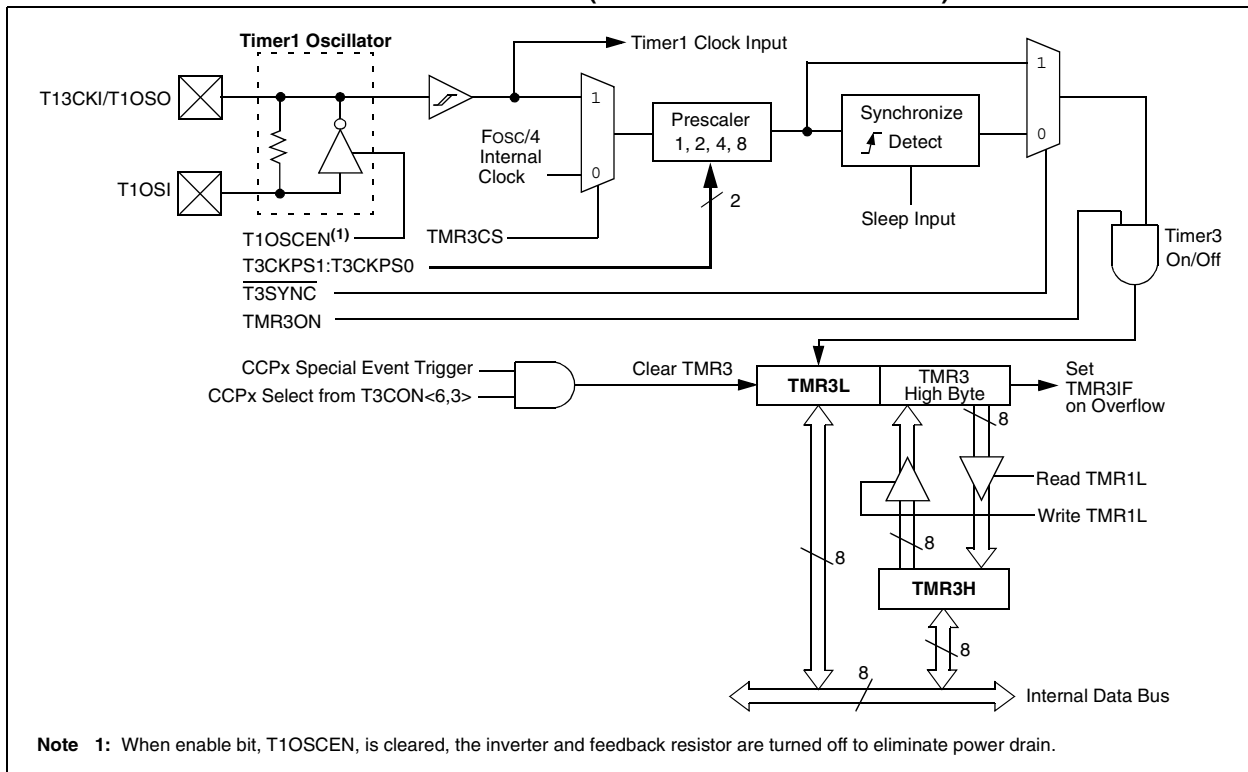 Timer1 Oscillator
Timer1 Clock Input
T13CKI/T1OSO
1
1
Prescaler
1, 2, 4, 8
Synchronize
Detect
FOSC/4
Internal
Clock
0
0
T1OSI
2
Sleep Input
T1OSCEN(1)
TMR3CS
Timer3
On/Off
T3CKPS1:T3CKPS0
T3SYNC
TMR3ON
CCPx Special Event Trigger
CCPx Select from T3CON<6,3>
Clear TMR3
TMR3L
TMR3
High Byte
Set
TMR3IF
on Overflow
8
Read TMR1L
Write TMR1L
8
8
TMR3H
8
8
Internal Data Bus
Note 1: When enable bit, T1OSCEN, is cleared, the inverter and feedback resistor are turned off to eliminate power drain.